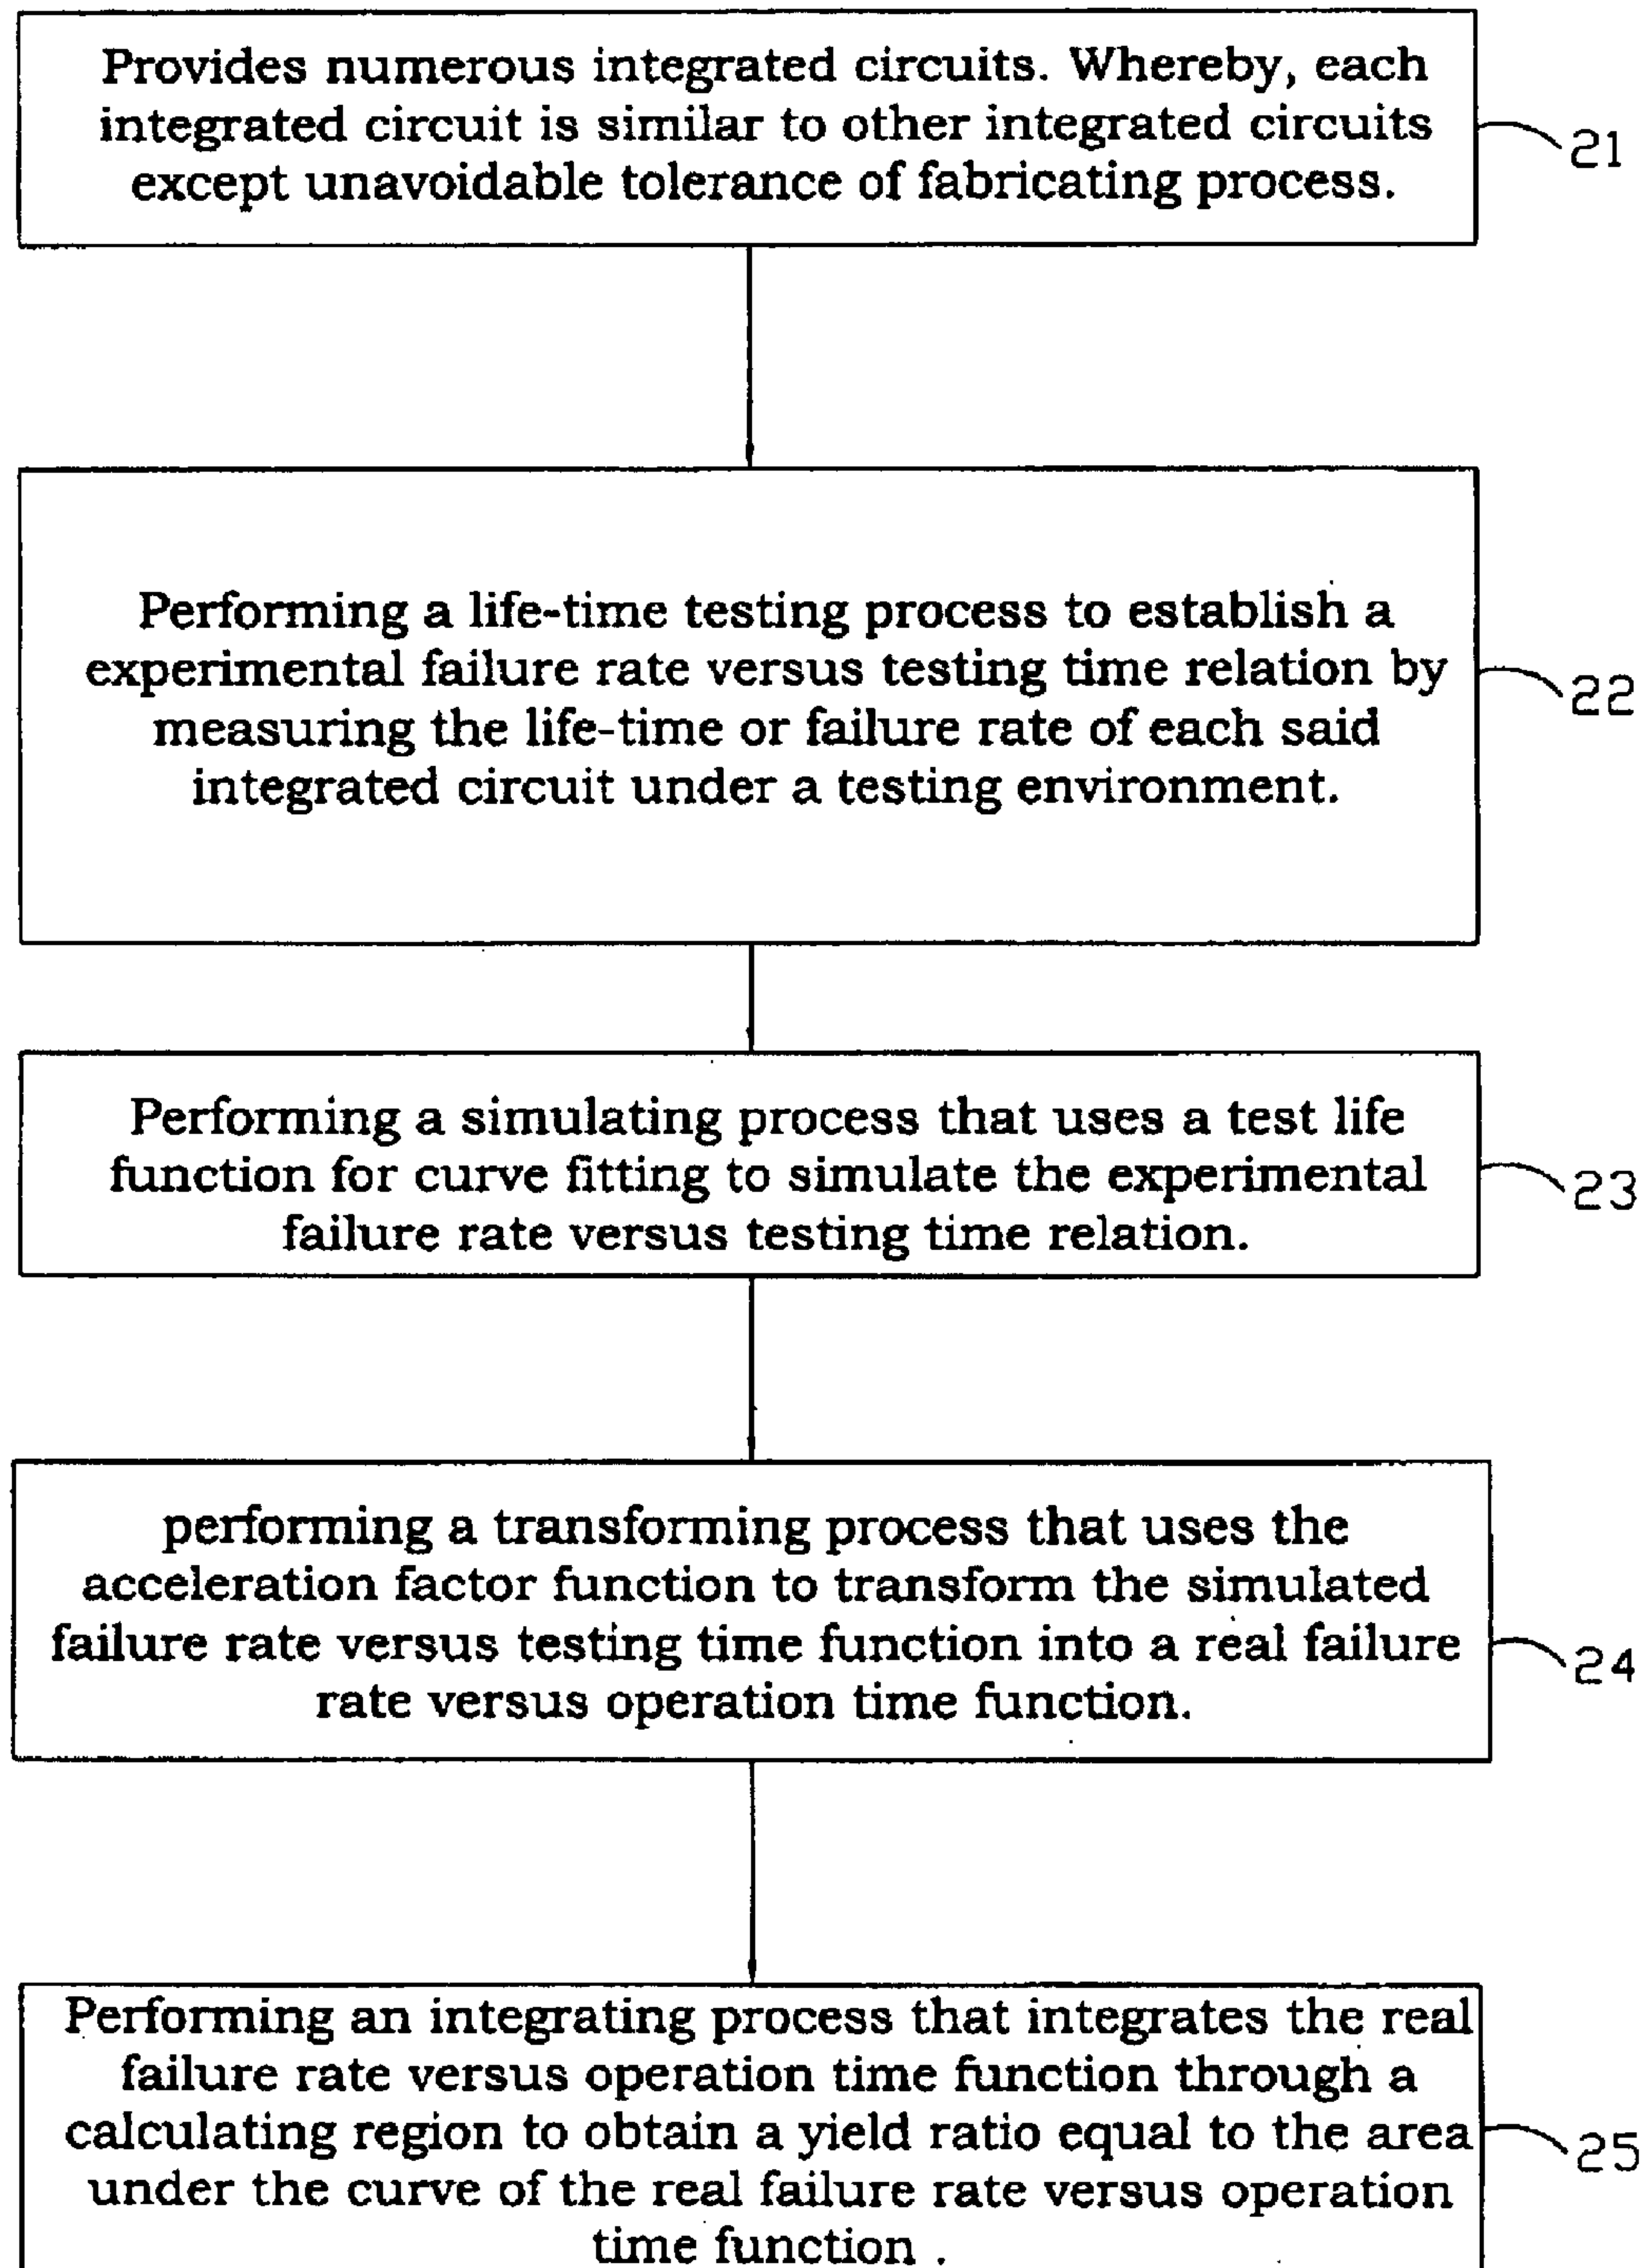 Provides numerous integrated circuits. Whereby, each
integrated circuit is similar to other integrated circuits
except unavoidable tolerance of fabricating process.
21
Performing a life-time testing process to establish a
experimental failure rate versus testing time relation by
measuring the life-time or failure rate of each said
integrated circuit under a testing environment.
22
Performing a simulating process that uses a test life
function for curve fitting to simulate the experimental
failure rate versus testing time relation.
23
performing a transforming process that uses the
acceleration factor function to transform the simulated
failure rate versus testing time function into a real failure
rate versus operation time function.
24
Performing an integrating process that integrates the real
failure rate versus operation time function through a
calculating region to obtain a yield ratio equal to the area
under the curve of the real failure rate versus operation
time function .
25